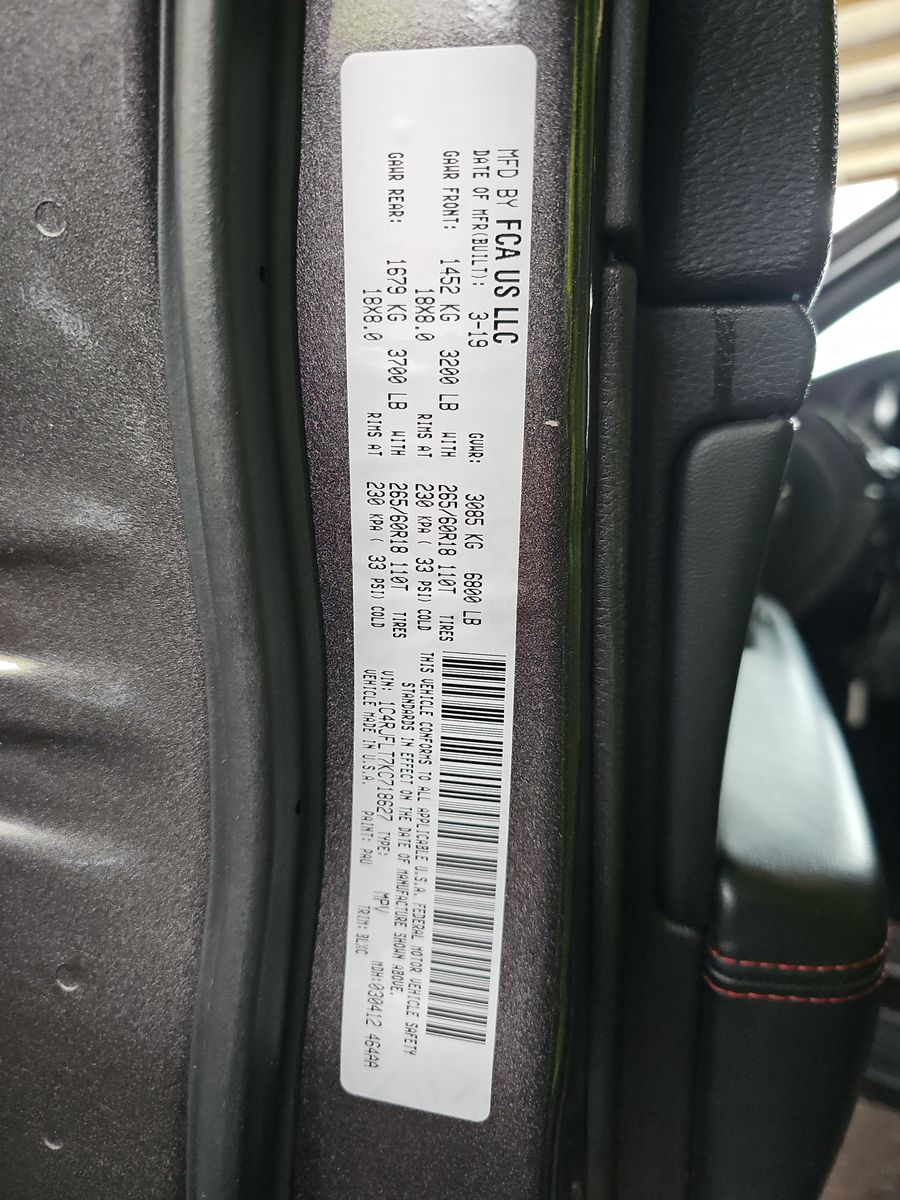 MFD BY FCA US LLC
DATE OF MFR(BUILT): 3-19 GVWR: 3085 KG 6800 LB
GAWR FRONT: 1452 KG 3200 LB WITH 265/60R18 110T TIRES
18X8.0 RIMS AT 230 KPA ( 33 PSI) COLD
GAWR REAR: 1679 KG 3700 LB WITH 265/60R18 110T TIRES
18X8.0 RIMS AT 230 KPA ( 33 PSI) COLD
THIS VEHICLE CONFORMS TO ALL APPLICABLE U.S.A. FEDERAL MOTOR VEHICLE SAFETY
STANDARDS IN EFFECT ON THE DATE OF MANUFACTURE SHOWN ABOVE.
VIN: 1C4RJFLT7KC718627 TYPE: MPV MDH:030412 464AA
VEHICLE MADE IN U.S.A. PAINT: PAU TRIM: BLXC